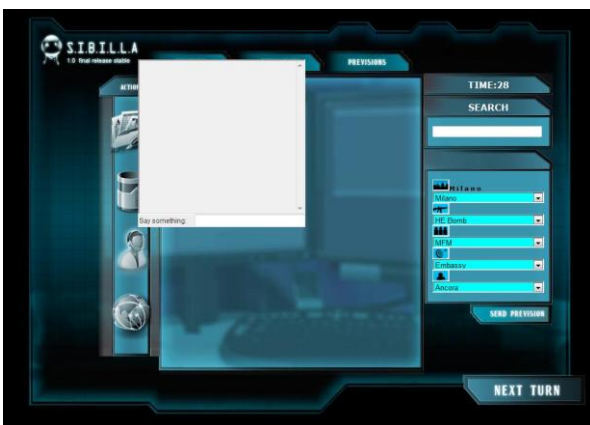 S.I.B.I.L.L.A
1.0 final release stable
PREVISIONS
ACTION
TIME:28
SEARCH
Milano
Milano
HE Bomb
MFM
Embassy
Ancora
Say something:
SEND PREVISION
NEXT TURN